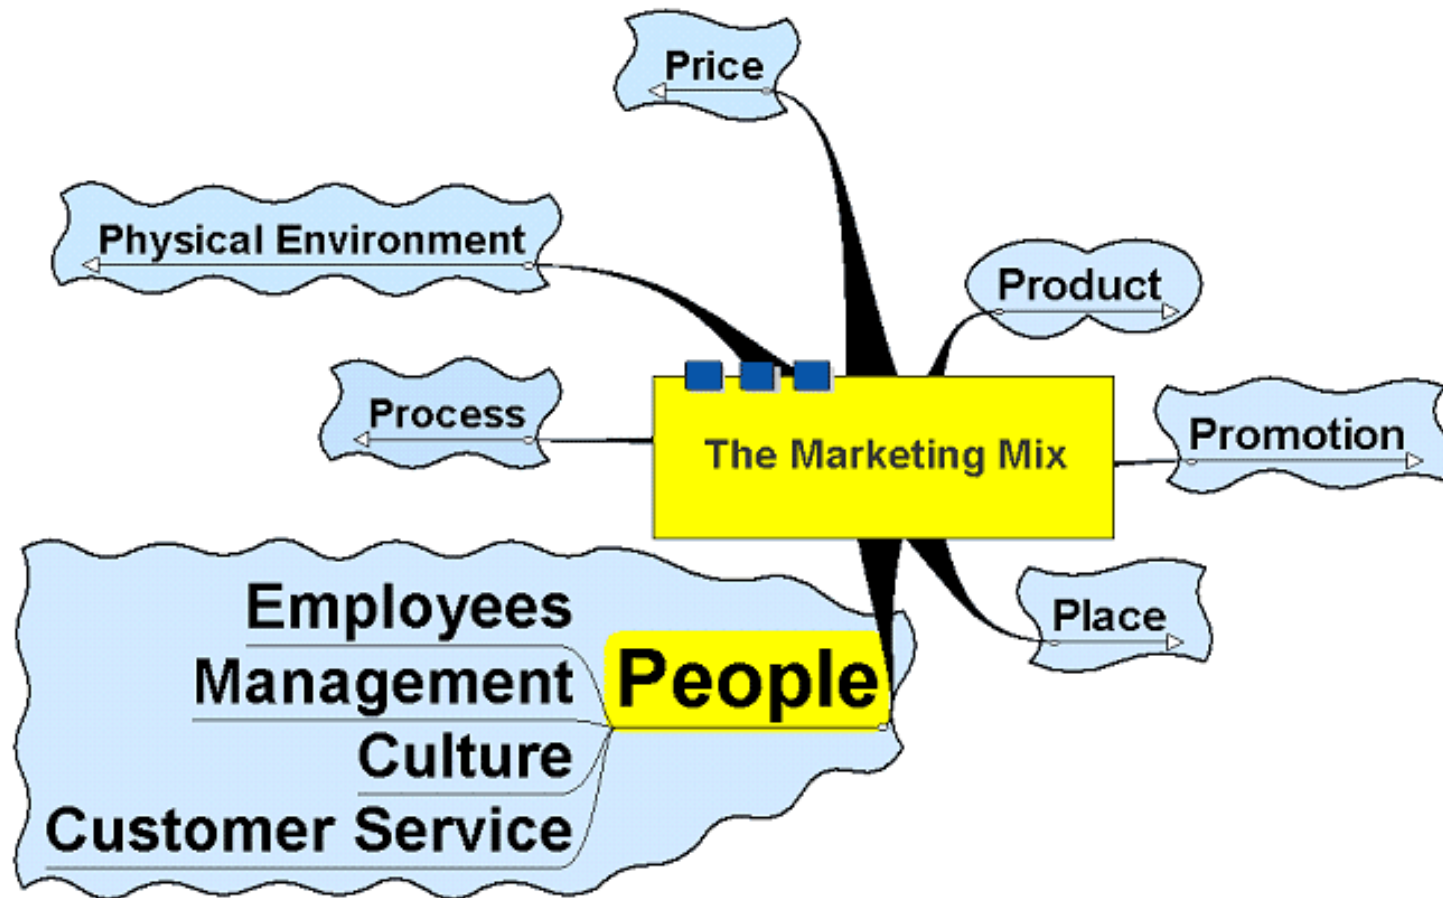 Price
Physical Environment
Product
Process
The Marketing Mix
Promotion
Employees
Management
People
Culture
Customer Service
Place